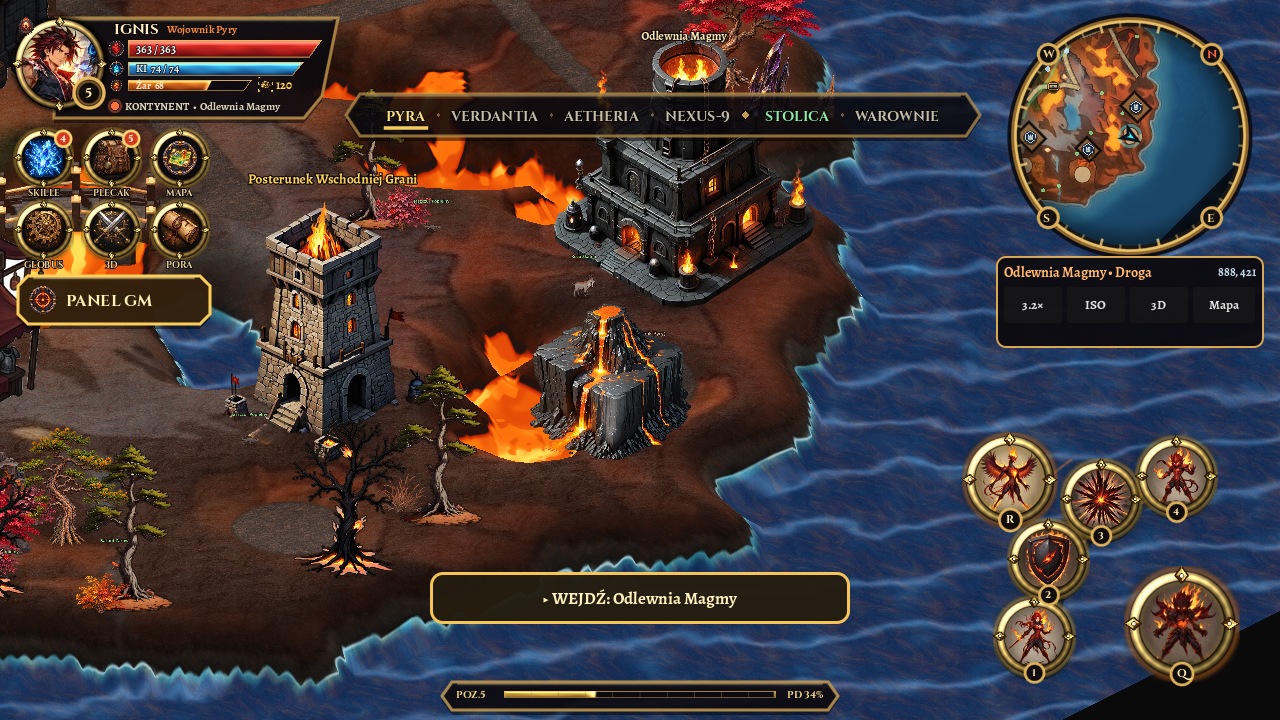 IGNIS Wojownik Pyry
363 / 363
KI 74 / 74
Żar 68
120
5
KONTYNENT • Odlewnia Magmy
4
5
SKILLE
PLECAK
MAPA
GLOBUS
3D
PORA
PANEL GM
Odlewnia Magmy
PYRA
VERDANTIA
AETHERIA
NEXUS-9
STOLICA
WAROWNIE
Posterunek Wschodniej Grani
W
N
S
E
Odlewnia Magmy • Droga
888, 421
3.2×
ISO
3D
Mapa
R
3
4
2
1
Q
▸ WEJDŹ: Odlewnia Magmy
POZ.5
PD 34%